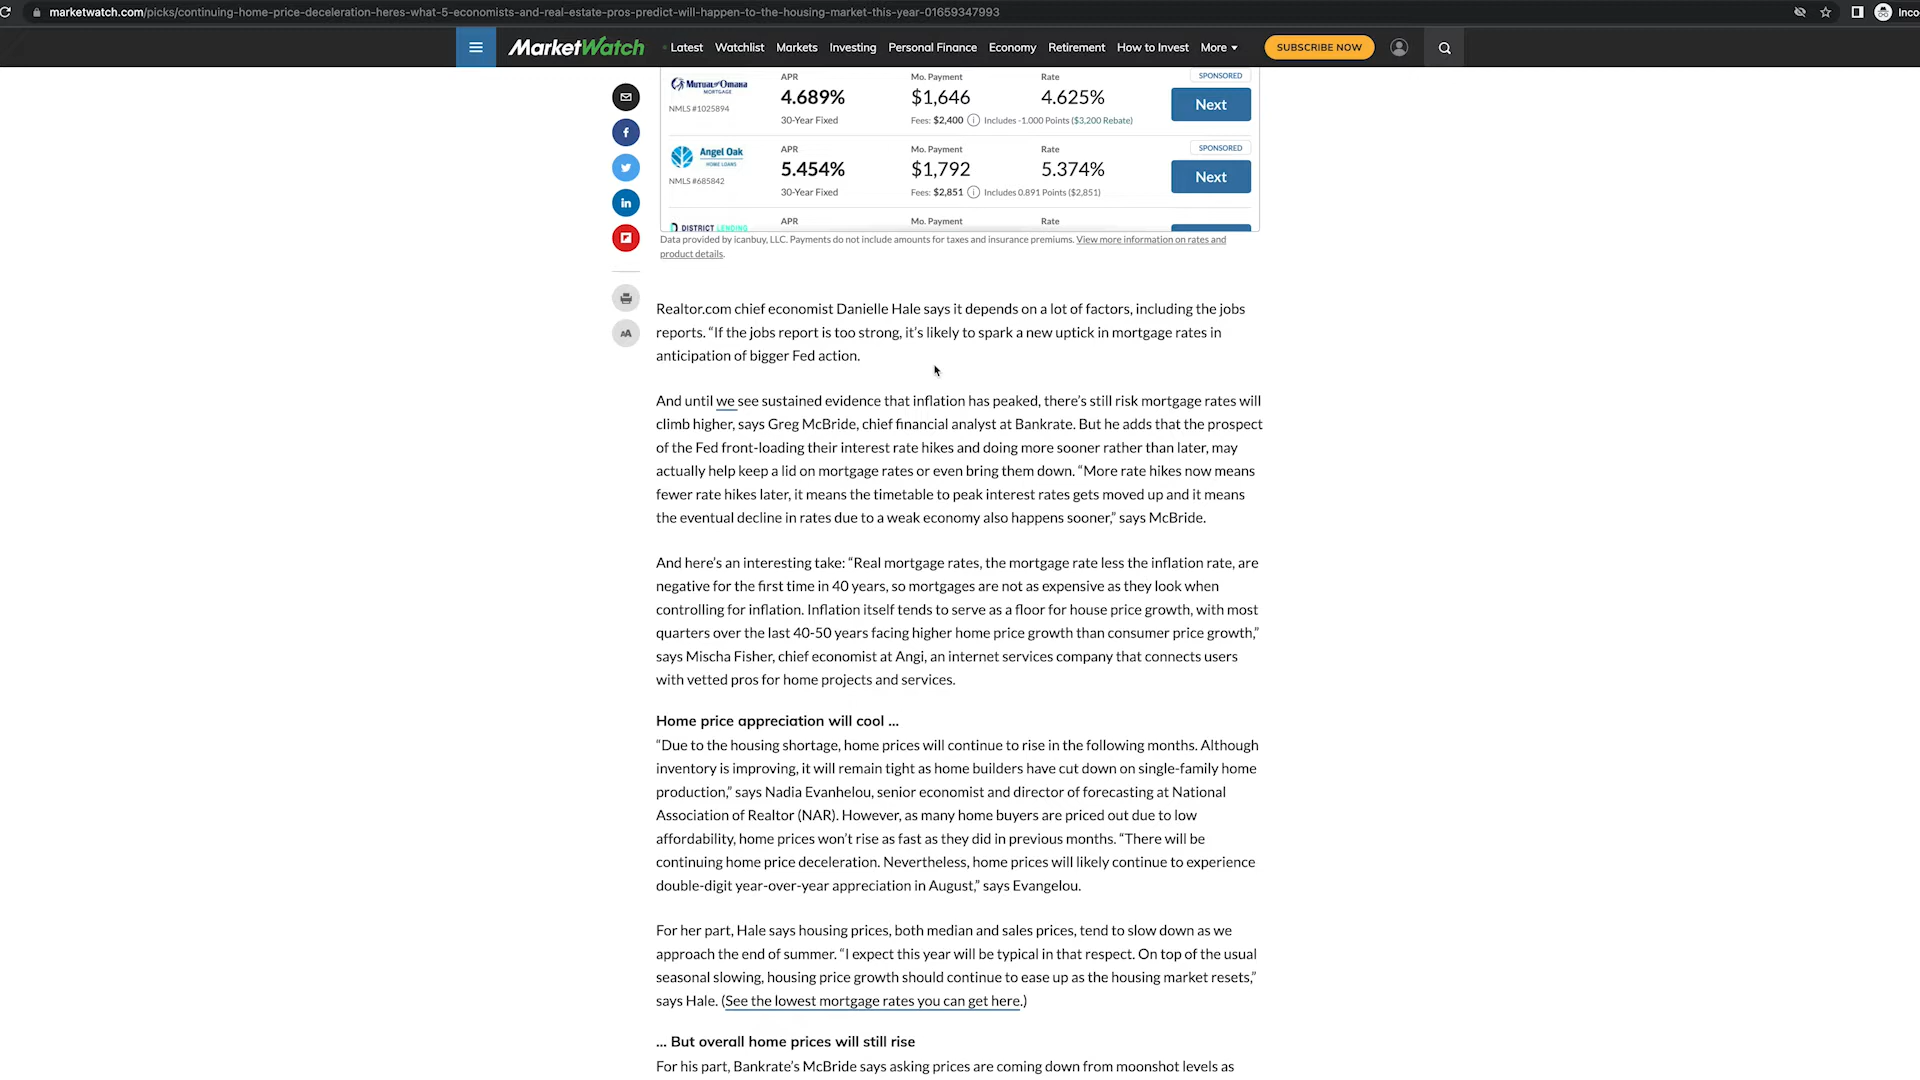 marketwatch.com/picks/continuing-home-price-deceleration-heres-what-5-economists-and-real-estate-pros-predict-will-happen-to-the-housing-market-this-year-01659347993
Inco
MarketWatch
Latest Watchlist Markets Investing Personal Finance Economy Retirement How to Invest More
SUBSCRIBE NOW
MUTUAL of OMAHA
MORTGAGE
NMLS #1025894
APR
4.689%
30-Year Fixed
Mo. Payment
$1,646
Fees: $2,400 i Includes -1.000 Points ($3,200 Rebate)
Rate
4.625%
SPONSORED
Next
Angel Oak
HOME LOANS
NMLS #685842
APR
5.454%
30-Year Fixed
Mo. Payment
$1,792
Fees: $2,851 i Includes 0.891 Points ($2,851)
Rate
5.374%
SPONSORED
Next
DISTRICT LENDING
APR
Mo. Payment
Rate
Data provided by icanbuy, LLC. Payments do not include amounts for taxes and insurance premiums. View more information on rates and
product details.
f
in
AA
Realtor.com chief economist Danielle Hale says it depends on a lot of factors, including the jobs
reports. “If the jobs report is too strong, it’s likely to spark a new uptick in mortgage rates in
anticipation of bigger Fed action.
And until we see sustained evidence that inflation has peaked, there’s still risk mortgage rates will
climb higher, says Greg McBride, chief financial analyst at Bankrate. But he adds that the prospect
of the Fed front-loading their interest rate hikes and doing more sooner rather than later, may
actually help keep a lid on mortgage rates or even bring them down. “More rate hikes now means
fewer rate hikes later, it means the timetable to peak interest rates gets moved up and it means
the eventual decline in rates due to a weak economy also happens sooner,” says McBride.
And here’s an interesting take: “Real mortgage rates, the mortgage rate less the inflation rate, are
negative for the first time in 40 years, so mortgages are not as expensive as they look when
controlling for inflation. Inflation itself tends to serve as a floor for house price growth, with most
quarters over the last 40-50 years facing higher home price growth than consumer price growth,”
says Mischa Fisher, chief economist at Angi, an internet services company that connects users
with vetted pros for home projects and services.
Home price appreciation will cool ...
“Due to the housing shortage, home prices will continue to rise in the following months. Although
inventory is improving, it will remain tight as home builders have cut down on single-family home
production,” says Nadia Evanhelou, senior economist and director of forecasting at National
Association of Realtor (NAR). However, as many home buyers are priced out due to low
affordability, home prices won’t rise as fast as they did in previous months. “There will be
continuing home price deceleration. Nevertheless, home prices will likely continue to experience
double-digit year-over-year appreciation in August,” says Evangelou.
For her part, Hale says housing prices, both median and sales prices, tend to slow down as we
approach the end of summer. “I expect this year will be typical in that respect. On top of the usual
seasonal slowing, housing price growth should continue to ease up as the housing market resets,”
says Hale. (See the lowest mortgage rates you can get here.)
... But overall home prices will still rise
For his part, Bankrate’s McBride says asking prices are coming down from moonshot levels as